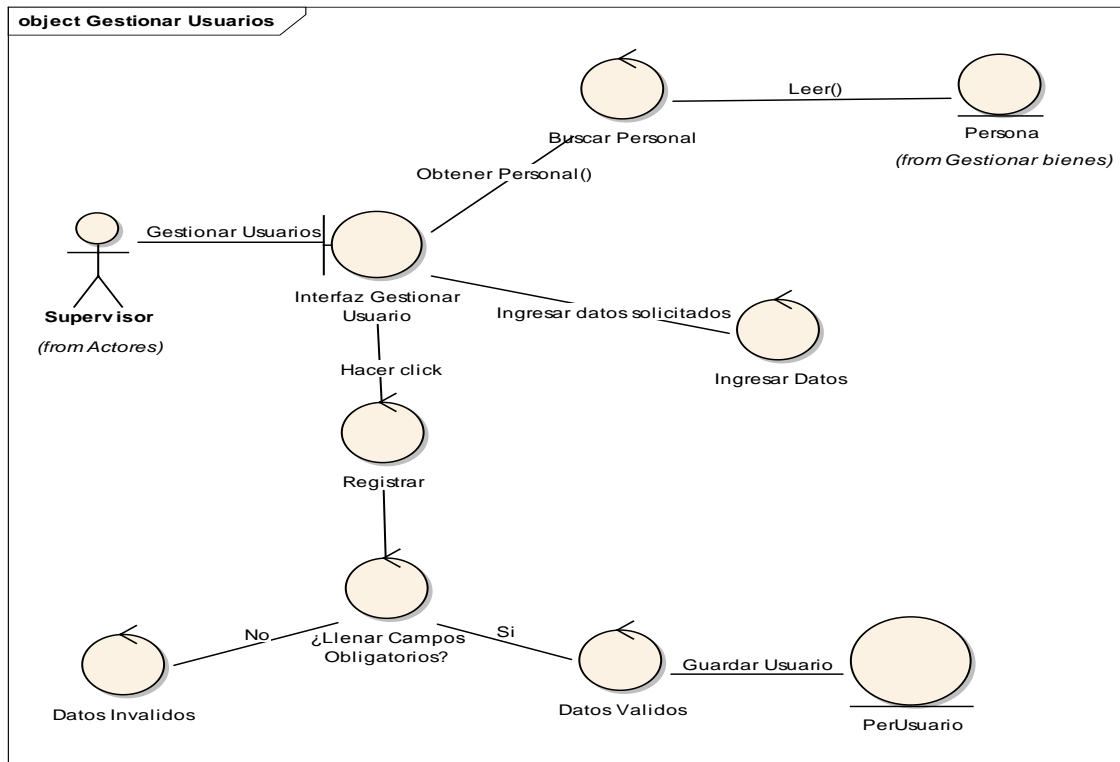 object Gestionar Usuarios
Buscar Personal
Leer()
Persona
(from Gestionar bienes)
Obtener Personal()
Gestionar Usuarios
Supervisor
(from Actores)
Interfaz Gestionar
Usuario
Ingresar datos solicitados
Ingresar Datos
Hacer click
Registrar
¿Llenar Campos
Obligatorios?
No
Si
Datos Invalidos
Datos Validos
Guardar Usuario
PerUsuario